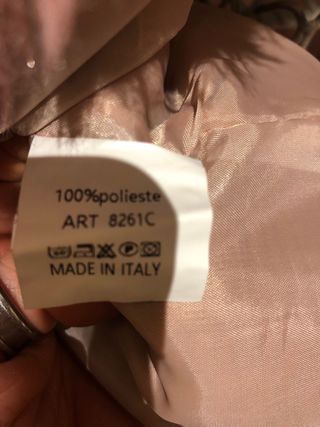 100%polieste
ART 8261C
MADE IN ITALY